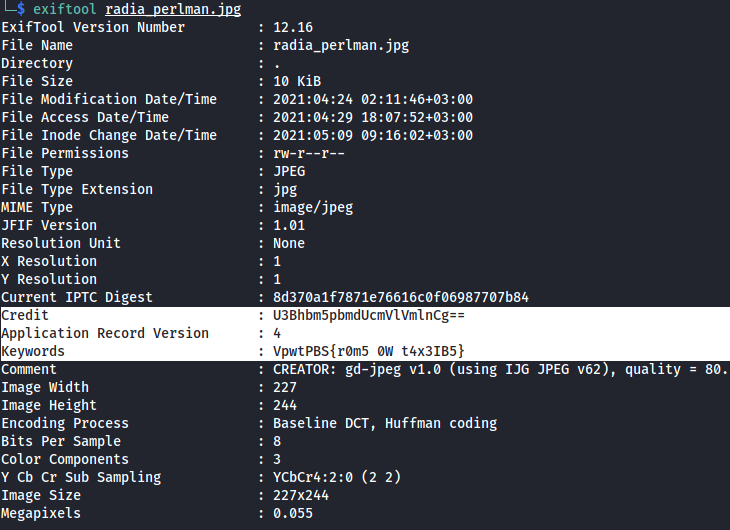 └─$ exiftool radia_perlman.jpg
ExifTool Version Number : 12.16
File Name : radia_perlman.jpg
Directory : .
File Size : 10 KiB
File Modification Date/Time : 2021:04:24 02:11:46+03:00
File Access Date/Time : 2021:04:29 18:07:52+03:00
File Inode Change Date/Time : 2021:05:09 09:16:02+03:00
File Permissions : rw-r--r--
File Type : JPEG
File Type Extension : jpg
MIME Type : image/jpeg
JFIF Version : 1.01
Resolution Unit : None
X Resolution : 1
Y Resolution : 1
Current IPTC Digest : 8d370a1f7871e76616c0f06987707b84
Credit : U3Bhbm5pbmdUcmVlVmlnCg==
Application Record Version : 4
Keywords : VpwtPBS{r0m5 0W t4x3IB5}
Comment : CREATOR: gd-jpeg v1.0 (using IJG JPEG v62), quality = 80.
Image Width : 227
Image Height : 244
Encoding Process : Baseline DCT, Huffman coding
Bits Per Sample : 8
Color Components : 3
Y Cb Cr Sub Sampling : YCbCr4:2:0 (2 2)
Image Size : 227x244
Megapixels : 0.055